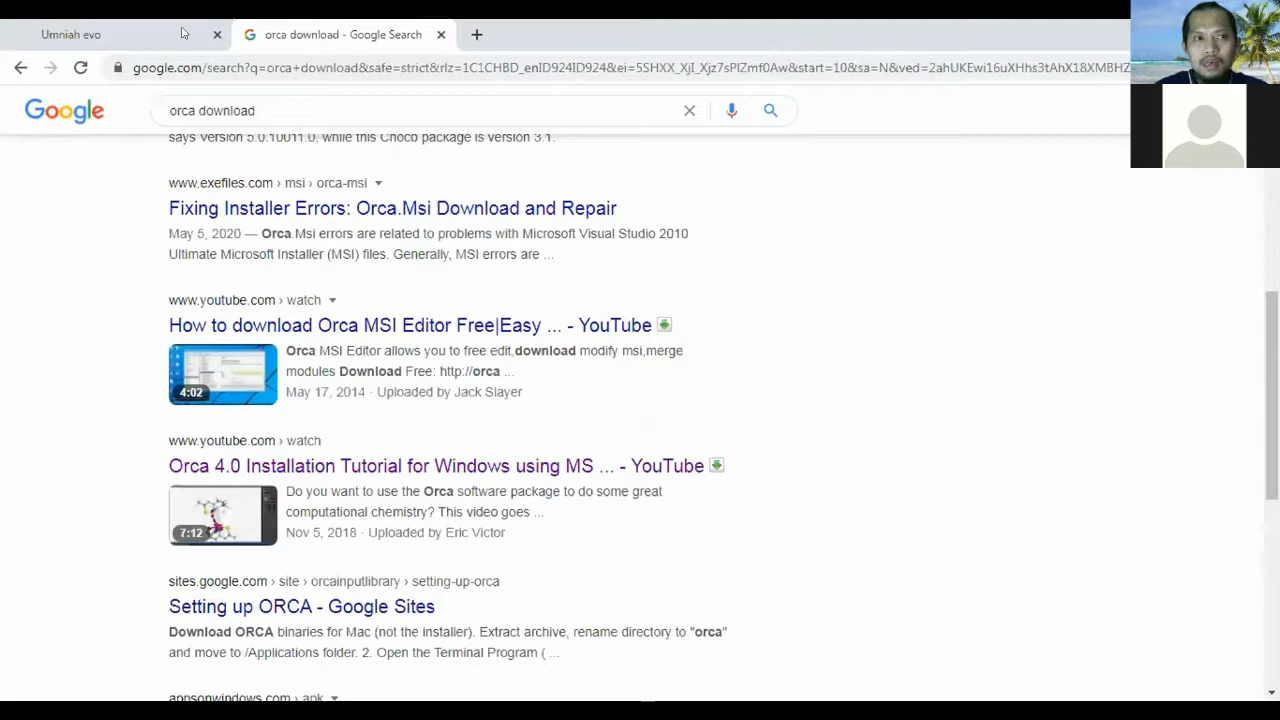 Umniah evo
orca download - Google Search
google.com/search?q=orca+download&safe=strict&rlz=1C1CHBD_enID924ID924&ei=5SHXX_XjI_Xjz7sPlZmf0Aw&start=10&sa=N&ved=2ahUKEwi16uXHhs3tAhX18XMBHZ
Google
orca download
says Version 5.0.10011.0, while this Choco package is version 3.1.
www.exefiles.com › msi › orca-msi
Fixing Installer Errors: Orca.Msi Download and Repair
May 5, 2020 — Orca.Msi errors are related to problems with Microsoft Visual Studio 2010
Ultimate Microsoft Installer (MSI) files. Generally, MSI errors are ...
www.youtube.com › watch
How to download Orca MSI Editor Free|Easy ... - YouTube
Orca MSI Editor allows you to free edit,download modify msi,merge
modules Download Free: http://orca ...
4:02
May 17, 2014 · Uploaded by Jack Slayer
www.youtube.com › watch
Orca 4.0 Installation Tutorial for Windows using MS ... - YouTube
Do you want to use the Orca software package to do some great
computational chemistry? This video goes ...
7:12
Nov 5, 2018 · Uploaded by Eric Victor
sites.google.com › site › orcainputlibrary › setting-up-orca
Setting up ORCA - Google Sites
Download ORCA binaries for Mac (not the installer). Extract archive, rename directory to "orca"
and move to /Applications folder. 2. Open the Terminal Program ( ...
appsonwindows.com › apk